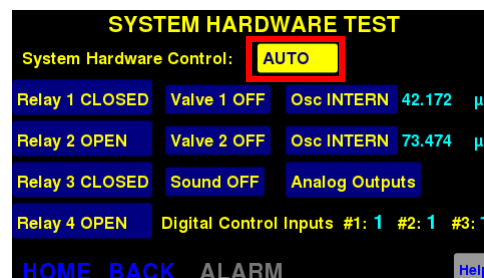 SYSTEM HARDWARE TEST
System Hardware Control: AUTO
Relay 1 CLOSED Valve 1 OFF Osc INTERN 42.172 µ
Relay 2 OPEN Valve 2 OFF Osc INTERN 73.474 µ
Relay 3 CLOSED Sound OFF Analog Outputs
Relay 4 OPEN Digital Control Inputs #1: 1 #2: 1 #3: 1
HOME BACK ALARM Help